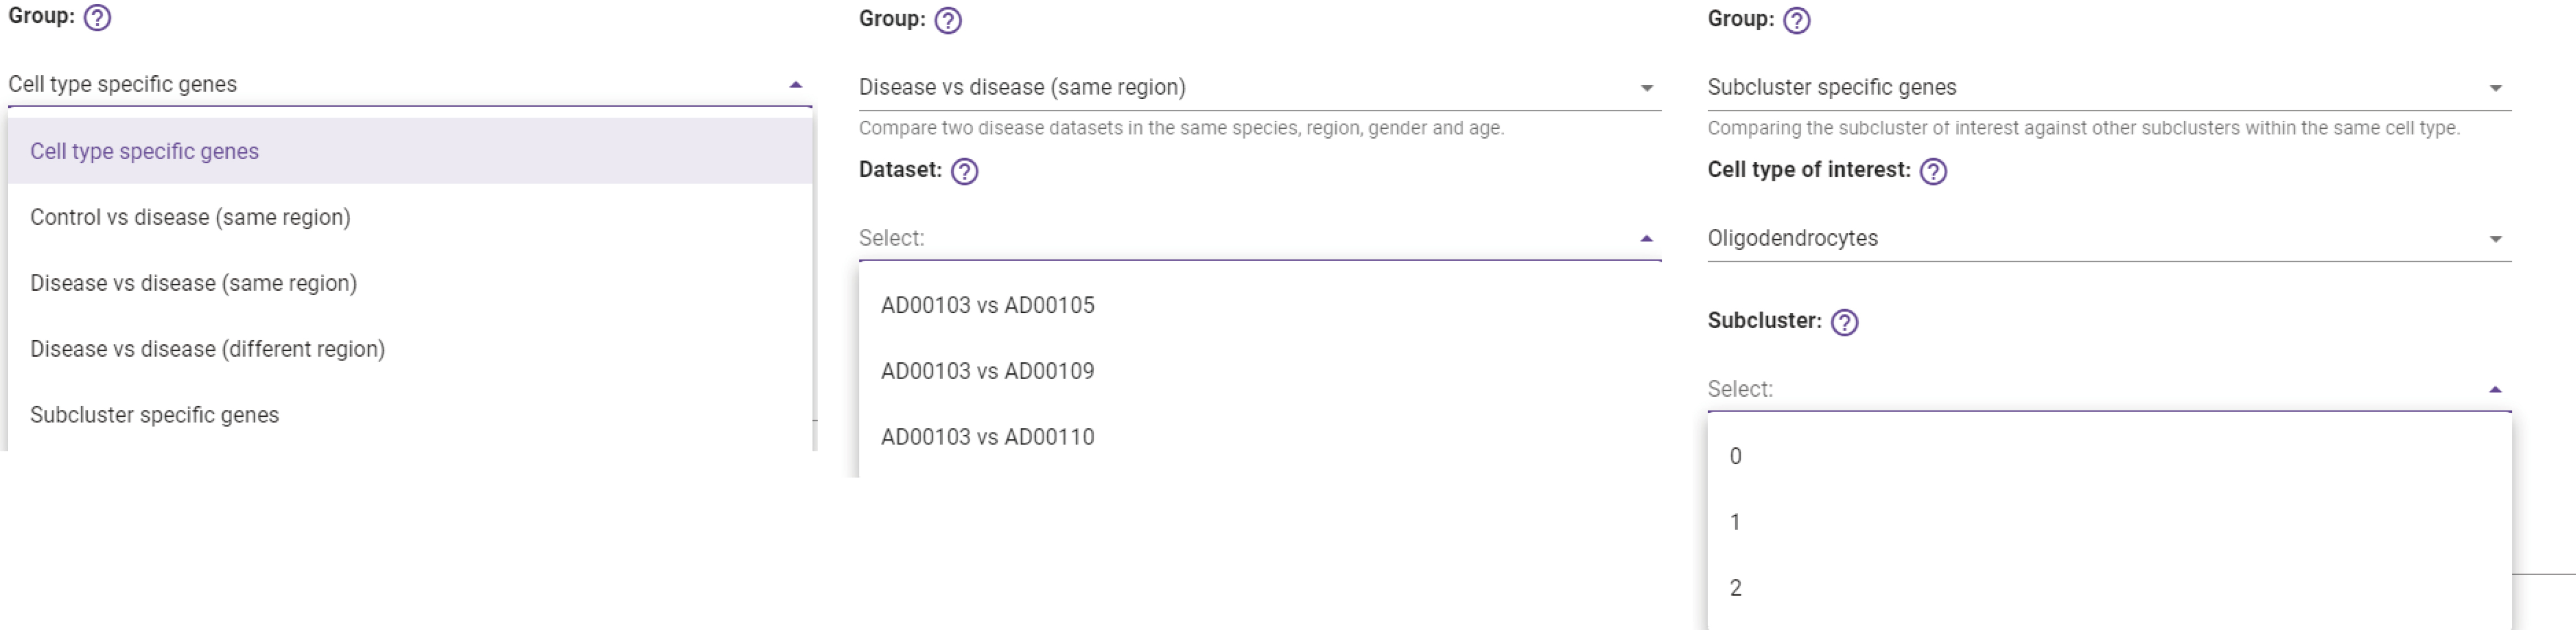 Group:
Cell type specific genes
Cell type specific genes
Control vs disease (same region)
Disease vs disease (same region)
Disease vs disease (different region)
Subcluster specific genes
Group:
Disease vs disease (same region)
Compare two disease datasets in the same species, region, gender and age.
Dataset:
Select:
AD00103 vs AD00105
AD00103 vs AD00109
AD00103 vs AD00110
Group:
Subcluster specific genes
Comparing the subcluster of interest against other subclusters within the same cell type.
Cell type of interest:
Oligodendrocytes
Subcluster:
Select:
0
1
2